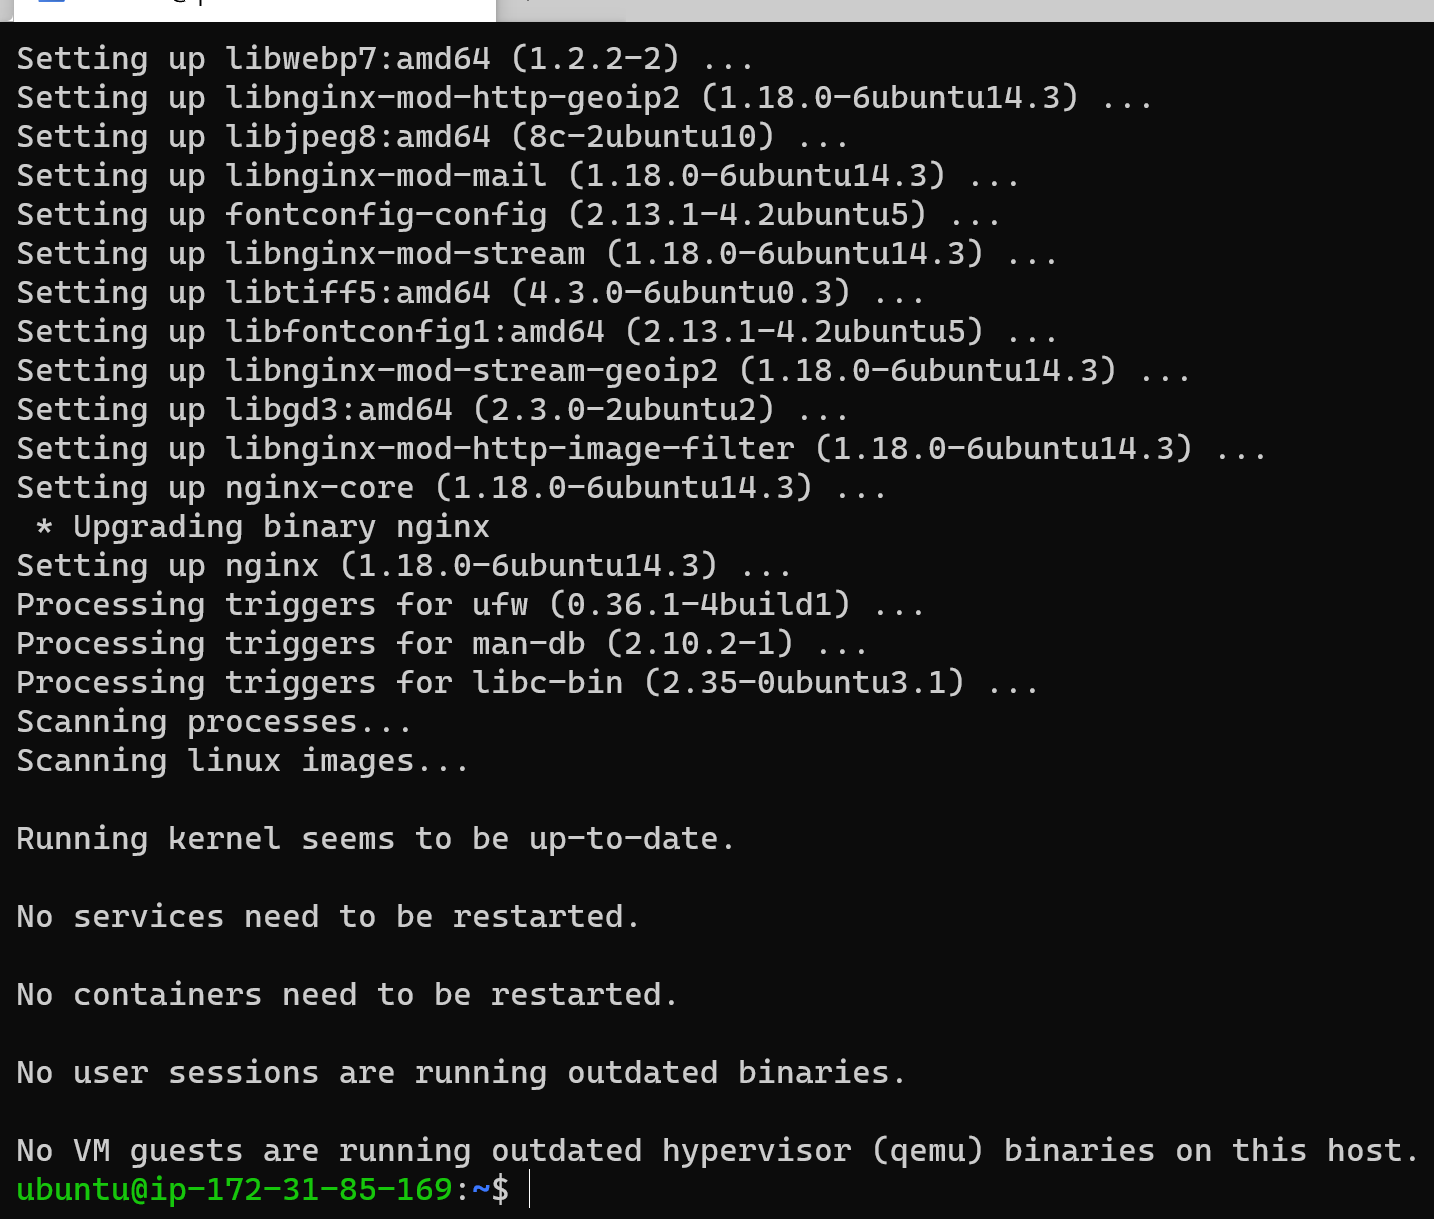 Setting up libwebp7:amd64 (1.2.2-2) ...
Setting up libnginx-mod-http-geoip2 (1.18.0-6ubuntu14.3) ...
Setting up libjpeg8:amd64 (8c-2ubuntu10) ...
Setting up libnginx-mod-mail (1.18.0-6ubuntu14.3) ...
Setting up fontconfig-config (2.13.1-4.2ubuntu5) ...
Setting up libnginx-mod-stream (1.18.0-6ubuntu14.3) ...
Setting up libtiff5:amd64 (4.3.0-6ubuntu0.3) ...
Setting up libfontconfig1:amd64 (2.13.1-4.2ubuntu5) ...
Setting up libnginx-mod-stream-geoip2 (1.18.0-6ubuntu14.3) ...
Setting up libgd3:amd64 (2.3.0-2ubuntu2) ...
Setting up libnginx-mod-http-image-filter (1.18.0-6ubuntu14.3) ...
Setting up nginx-core (1.18.0-6ubuntu14.3) ...
 * Upgrading binary nginx
Setting up nginx (1.18.0-6ubuntu14.3) ...
Processing triggers for ufw (0.36.1-4build1) ...
Processing triggers for man-db (2.10.2-1) ...
Processing triggers for libc-bin (2.35-0ubuntu3.1) ...
Scanning processes...
Scanning linux images...
Running kernel seems to be up-to-date.
No services need to be restarted.
No containers need to be restarted.
No user sessions are running outdated binaries.
No VM guests are running outdated hypervisor (qemu) binaries on this host.
ubuntu@ip-172-31-85-169:~$